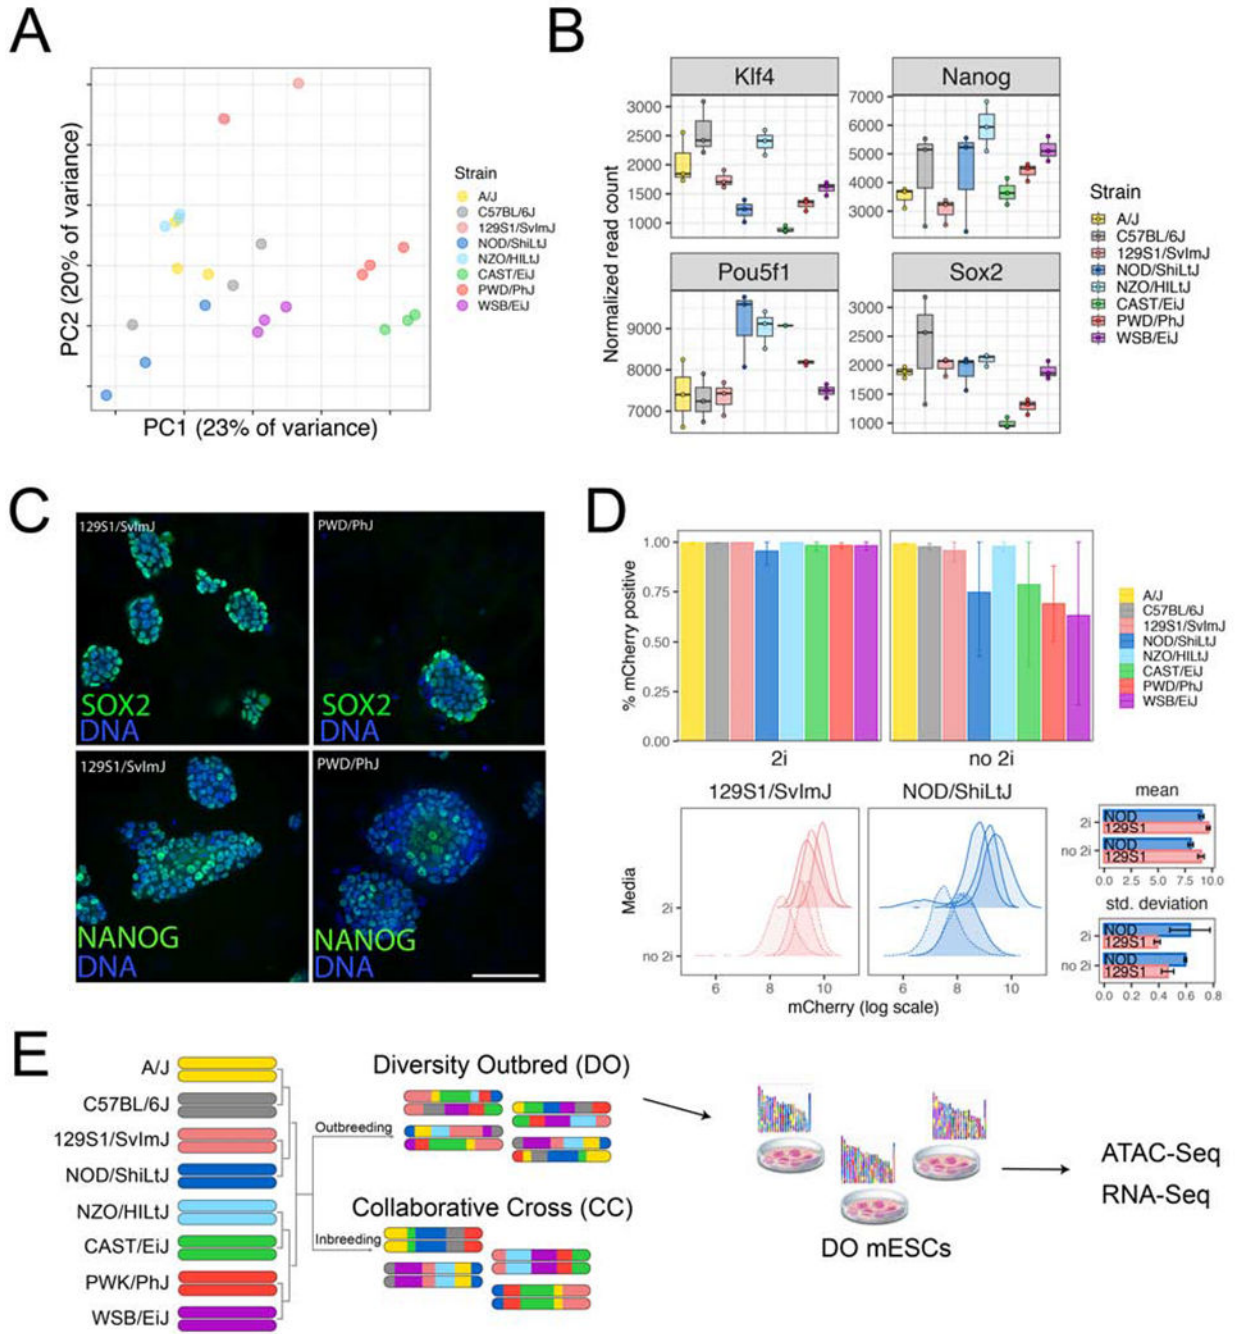 A
PC2 (20% of variance)
PC1 (23% of variance)
Strain
A/J
C57BL/6J
129S1/SvImJ
NOD/ShiLtJ
NZO/HILtJ
CAST/EiJ
PWD/PhJ
WSB/EiJ
B
Normalized read count
Klf4
3000
2500
2000
1500
1000
Nanog
7000
6000
5000
4000
3000
Pou5f1
9000
8000
7000
Sox2
3000
2500
2000
1500
1000
Strain
A/J
C57BL/6J
129S1/SvImJ
NOD/ShiLtJ
NZO/HILtJ
CAST/EiJ
PWD/PhJ
WSB/EiJ
C
129S1/SvImJ
SOX2
DNA
PWD/PhJ
SOX2
DNA
129S1/SvImJ
NANOG
DNA
PWD/PhJ
NANOG
DNA
D
% mCherry positive
1.00
0.75
0.50
0.25
0.00
2i
no 2i
A/J
C57BL/6J
129S1/SvImJ
NOD/ShiLtJ
NZO/HILtJ
CAST/EiJ
PWD/PhJ
WSB/EiJ
129S1/SvImJ
NOD/ShiLtJ
Media
2i
no 2i
6 8 10
6 8 10
mCherry (log scale)
mean
2i
NOD
129S1
no 2i
NOD
129S1
0.0 2.5 5.0 7.5 10.0
std. deviation
2i
NOD
129S1
no 2i
NOD
129S1
0.0 0.2 0.4 0.6 0.8
E
A/J
C57BL/6J
129S1/SvImJ
NOD/ShiLtJ
NZO/HILtJ
CAST/EiJ
PWK/PhJ
WSB/EiJ
Outbreeding
Inbreeding
Diversity Outbred (DO)
Collaborative Cross (CC)
DO mESCs
ATAC-Seq
RNA-Seq